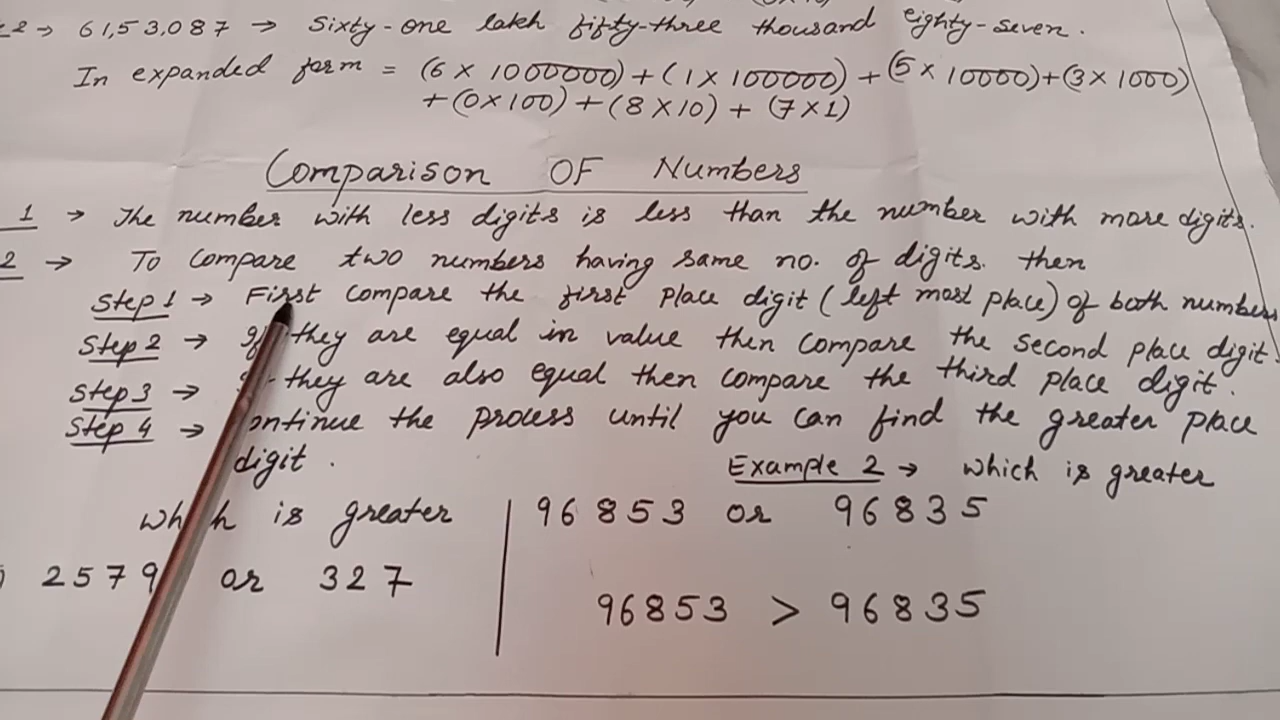 2 → 61,53,087 → Sixty-one lakh fifty-three thousand eighty-seven.
In expanded form = (6 × 1000000) + (1 × 100000) + (5 × 10000) + (3 × 1000)
+ (0×100) + (8 × 10) + (7 × 1)
Comparison OF Numbers
1 → The number with less digits is less than the number with more digits.
2 → To compare two numbers having same no. of digits. then
Step 1 → First compare the first place digit (left most place) of both numbers
Step 2 → If they are equal in value then compare the second place digit.
Step 3 → they are also equal then compare the third place digit.
Step 4 → ontinue the process until you can find the greater place
digit.
Example 2 → which is greater
which is greater
96853 or 96835
2579 or 327
96853 > 96835